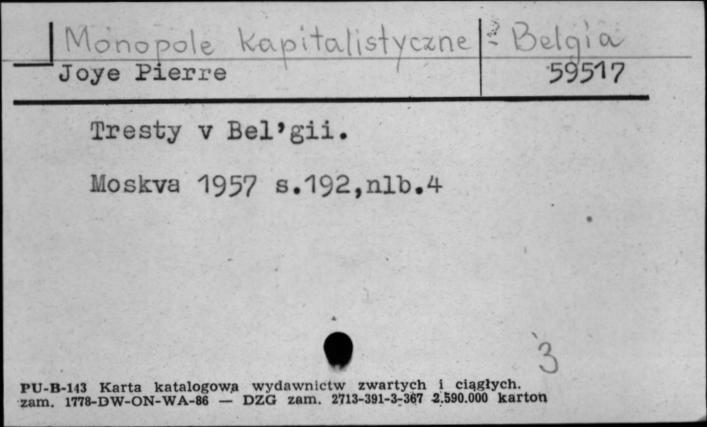 Monopole kapitalistyczne - Belgia
Joye Pierre 59517
Tresty v Bel'gii.
Moskva 1957 s.192,nlb.4
3
PU-B-143 Karta katalogowa wydawnictw zwartych i ciągłych.
zam. 1778-DW-ON-WA-86 — DZG zam. 2713-391-3-367 2.590.000 karton